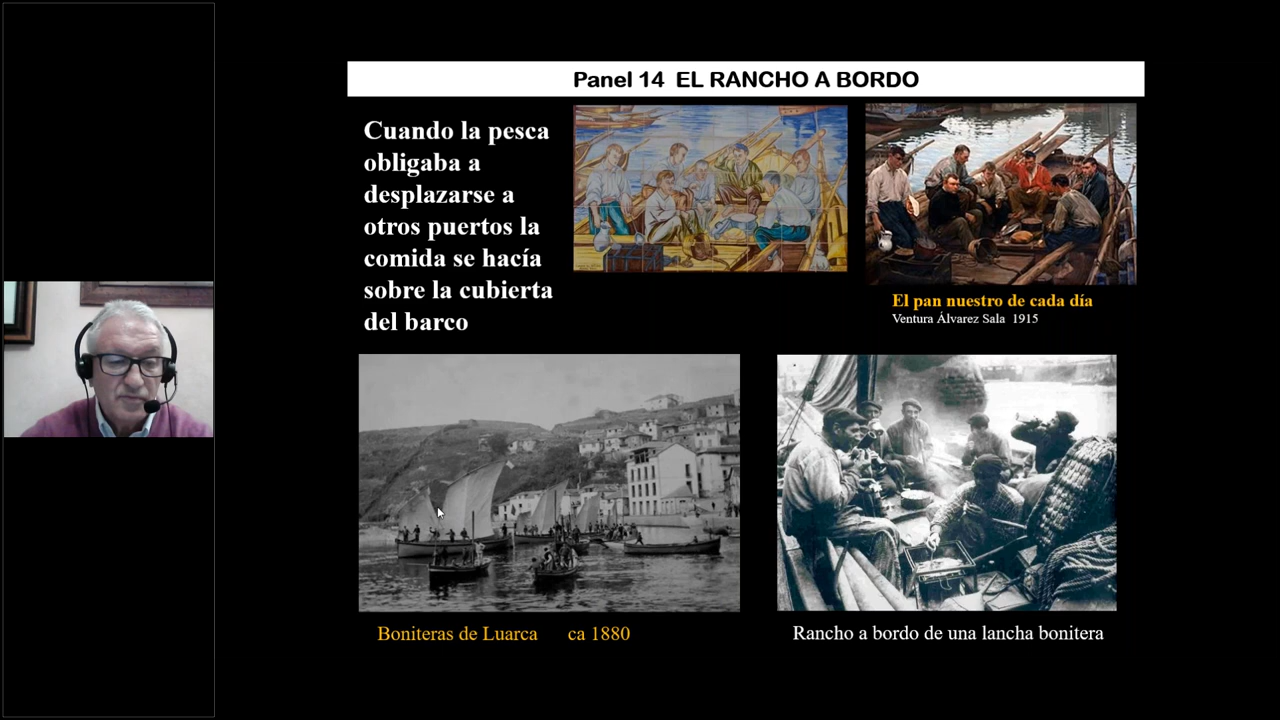 Panel 14 EL RANCHO A BORDO
Cuando la pesca
obligaba a
desplazarse a
otros puertos la
comida se hacía
sobre la cubierta
del barco
El pan nuestro de cada día
Ventura Álvarez Sala 1915
Boniteras de Luarca ca 1880
Rancho a bordo de una lancha bonitera